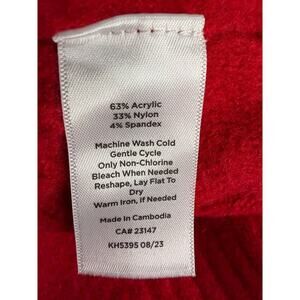 63% Acrylic
33% Nylon
4% Spandex
Machine Wash Cold
Gentle Cycle
Only Non-Chlorine
Bleach When Needed
Reshape, Lay Flat To
Dry
Warm Iron, If Needed
Made In Cambodia
CA# 23147
KH5395 08/23